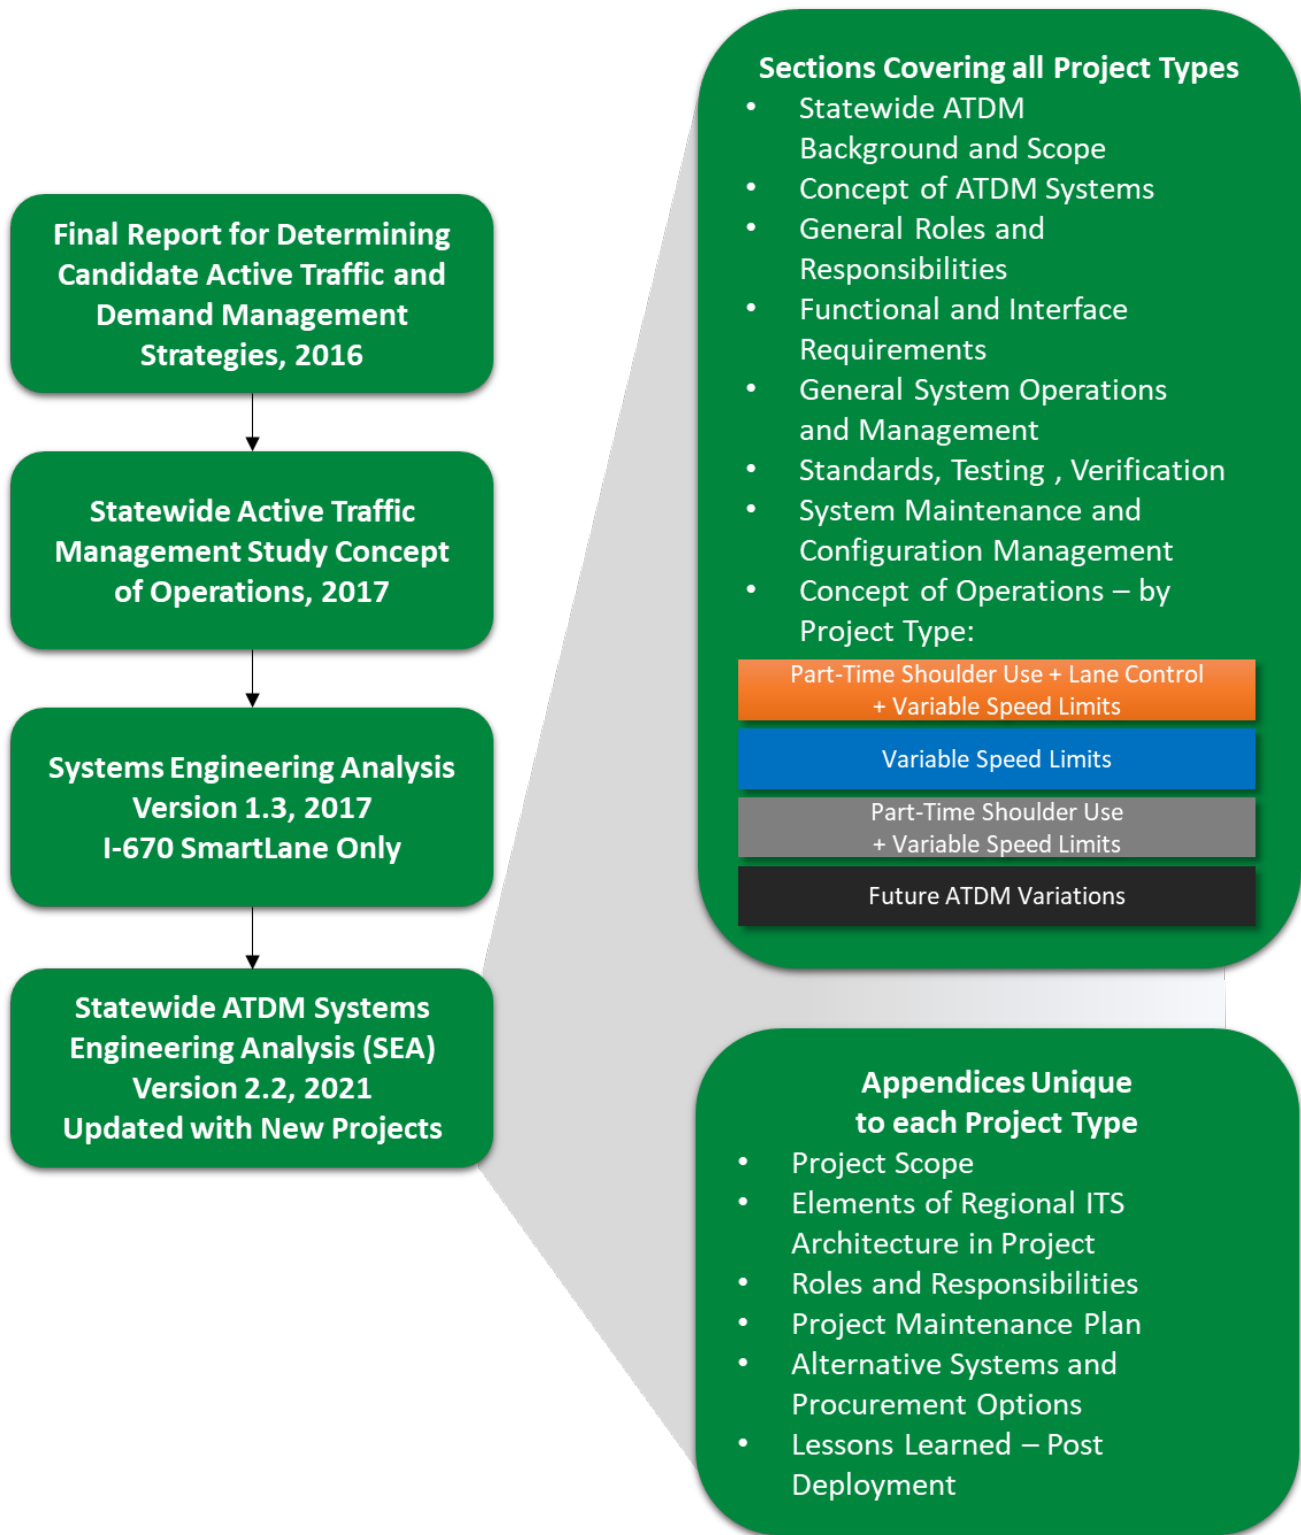 Final Report for Determining
Candidate Active Traffic and
Demand Management
Strategies, 2016
Statewide Active Traffic
Management Study Concept
of Operations, 2017
Systems Engineering Analysis
Version 1.3, 2017
I-670 SmartLane Only
Statewide ATDM Systems
Engineering Analysis (SEA)
Version 2.2, 2021
Updated with New Projects
Sections Covering all Project Types
• Statewide ATDM
Background and Scope
• Concept of ATDM Systems
• General Roles and
Responsibilities
• Functional and Interface
Requirements
• General System Operations
and Management
• Standards, Testing , Verification
• System Maintenance and
Configuration Management
• Concept of Operations – by
Project Type:
Part-Time Shoulder Use + Lane Control
+ Variable Speed Limits
Variable Speed Limits
Part-Time Shoulder Use
+ Variable Speed Limits
Future ATDM Variations
Appendices Unique
to each Project Type
• Project Scope
• Elements of Regional ITS
Architecture in Project
• Roles and Responsibilities
• Project Maintenance Plan
• Alternative Systems and
Procurement Options
• Lessons Learned – Post
Deployment